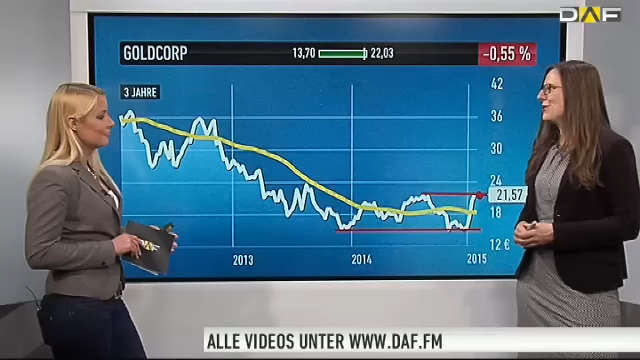 DAF
GOLDCORP 13,70 22,03 -0,55 %
3 JAHRE
42
36
30
24
21,57
18
12 €
2013 2014 2015
ALLE VIDEOS UNTER WWW.DAF.FM